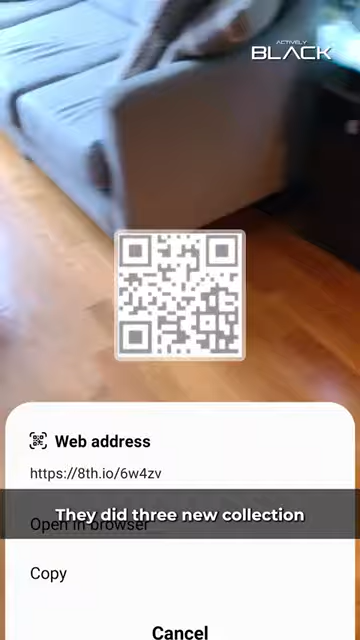 ACTIVELY
BLACK
Web address
https://8th.io/6w4zv
They did three new collection
Open in browser
Copy
Cancel